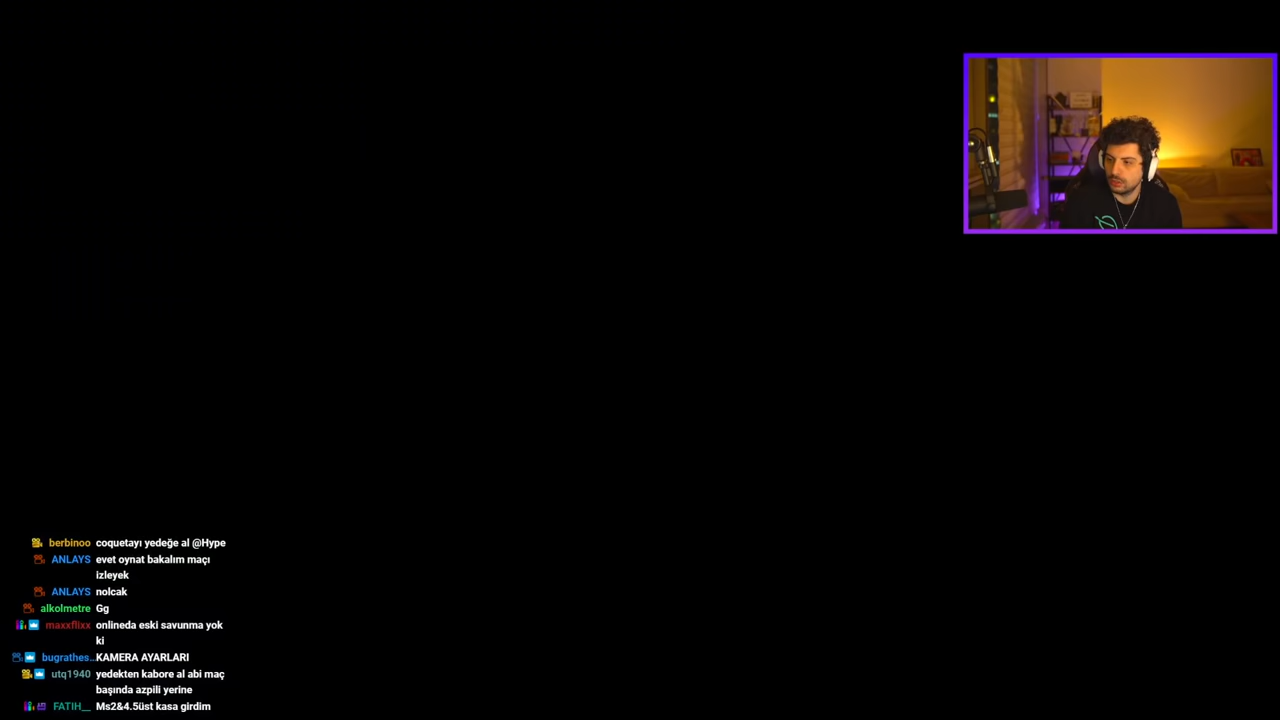 berbinoo coquetayı yedeğe al @Hype
ANLAYS evet oynat bakalım maçı
izleyek
ANLAYS nolcak
alkolmetre Gg
maxxflixx onlineda eski savunma yok
ki
bugrathes... KAMERA AYARLARI
utq1940 yedekten kabore al abi maç
başında azpili yerine
FATIH__ Ms2&4.5üst kasa girdim